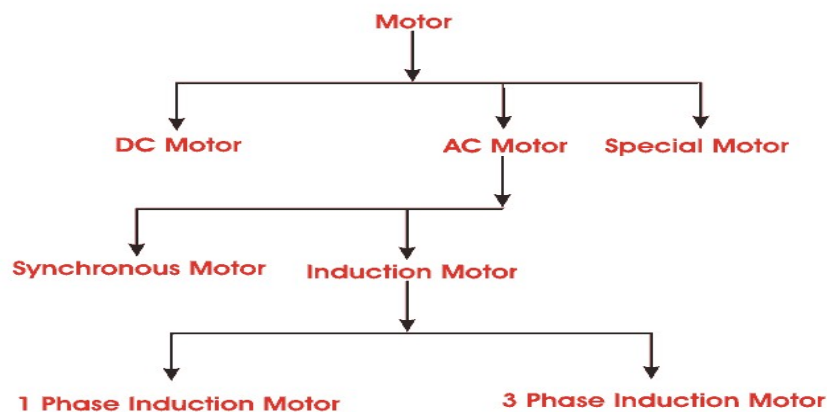 Motor
DC Motor
AC Motor
Special Motor
Synchronous Motor
Induction Motor
1 Phase Induction Motor
3 Phase Induction Motor